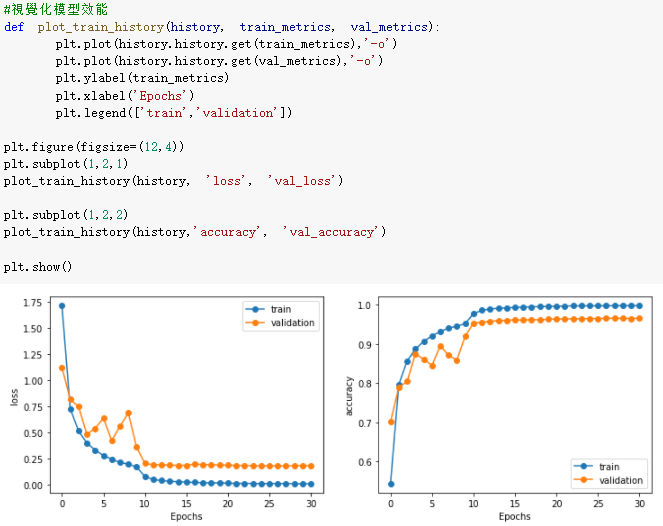 #視覺化模型效能
def plot_train_history(history, train_metrics, val_metrics):
plt.plot(history.history.get(train_metrics),'-o')
plt.plot(history.history.get(val_metrics),'-o')
plt.ylabel(train_metrics)
plt.xlabel('Epochs')
plt.legend(['train','validation'])
plt.figure(figsize=(12,4))
plt.subplot(1,2,1)
plot_train_history(history, 'loss', 'val_loss')
plt.subplot(1,2,2)
plot_train_history(history,'accuracy', 'val_accuracy')
plt.show()
1.75
1.50
1.25
1.00
0.75
0.50
0.25
0.00
loss
train
validation
0 5 10 15 20 25 30
Epochs
1.0
0.9
0.8
0.7
0.6
accuracy
train
validation
0 5 10 15 20 25 30
Epochs